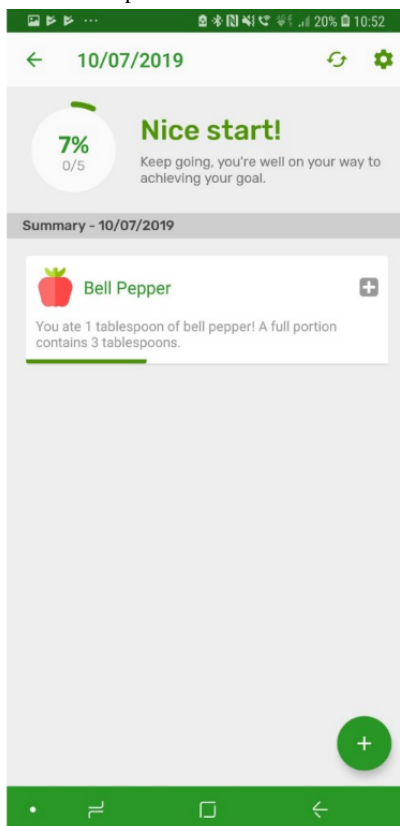 20% 10:52
10/07/2019
7%
0/5
Nice start!
Keep going, you're well on your way to
achieving your goal.
Summary - 10/07/2019
Bell Pepper
You ate 1 tablespoon of bell pepper! A full portion
contains 3 tablespoons.